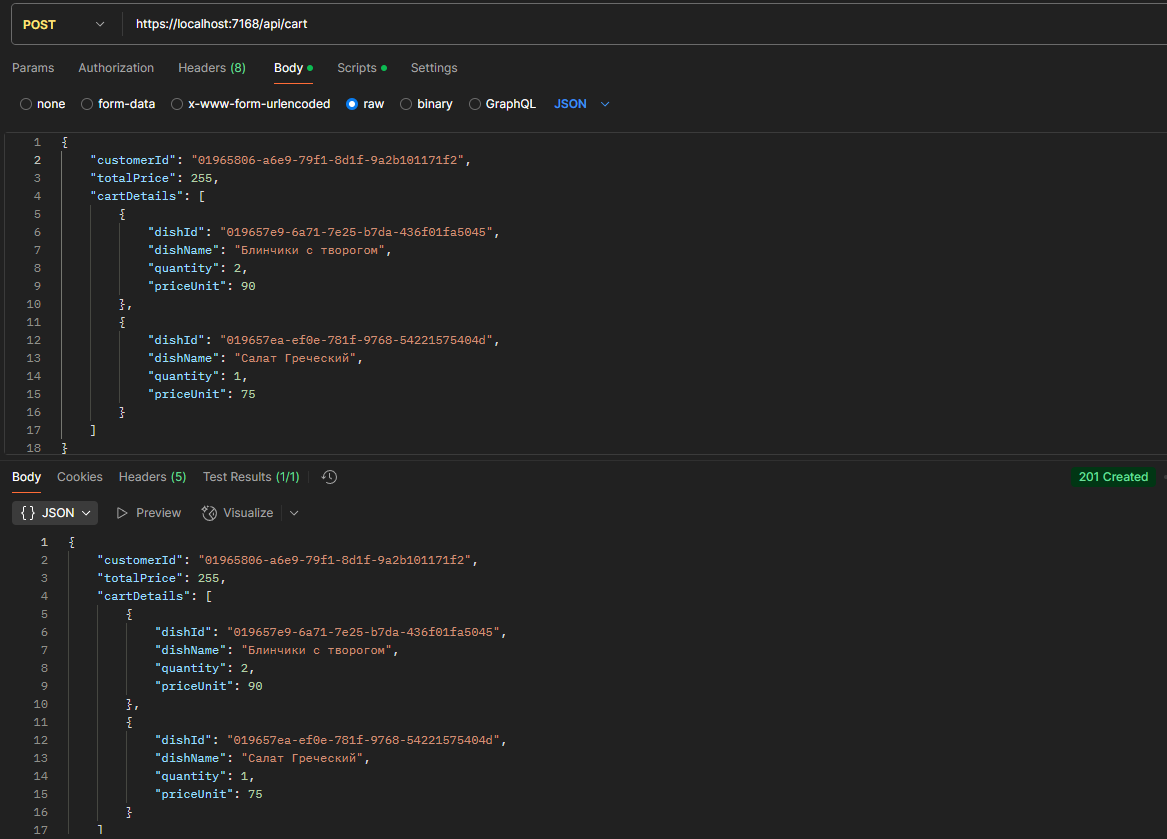 POST https://localhost:7168/api/cart
Params Authorization Headers (8) Body Scripts Settings
none form-data x-www-form-urlencoded raw binary GraphQL JSON
1 {
2 "customerId": "01965806-a6e9-79f1-8d1f-9a2b101171f2",
3 "totalPrice": 255,
4 "cartDetails": [
5 {
6 "dishId": "019657e9-6a71-7e25-b7da-436f01fa5045",
7 "dishName": "Блинчики с творогом",
8 "quantity": 2,
9 "priceUnit": 90
10 },
11 {
12 "dishId": "019657ea-ef0e-781f-9768-54221575404d",
13 "dishName": "Салат Греческий",
14 "quantity": 1,
15 "priceUnit": 75
16 }
17 ]
18 }
Body Cookies Headers (5) Test Results (1/1) 201 Created
{} JSON Preview Visualize
1 {
2 "customerId": "01965806-a6e9-79f1-8d1f-9a2b101171f2",
3 "totalPrice": 255,
4 "cartDetails": [
5 {
6 "dishId": "019657e9-6a71-7e25-b7da-436f01fa5045",
7 "dishName": "Блинчики с творогом",
8 "quantity": 2,
9 "priceUnit": 90
10 },
11 {
12 "dishId": "019657ea-ef0e-781f-9768-54221575404d",
13 "dishName": "Салат Греческий",
14 "quantity": 1,
15 "priceUnit": 75
16 }
17 ]